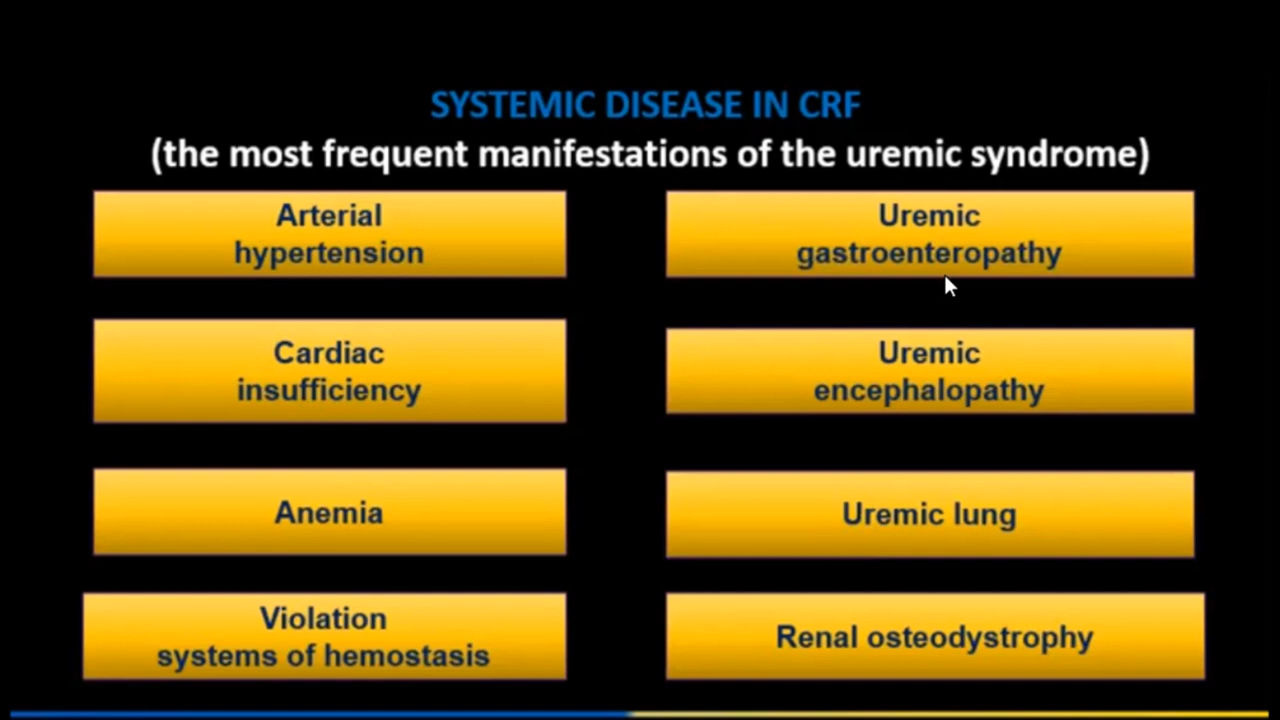 SYSTEMIC DISEASE IN CRF
(the most frequent manifestations of the uremic syndrome)
Arterial
hypertension
Uremic
gastroenteropathy
Cardiac
insufficiency
Uremic
encephalopathy
Anemia
Uremic lung
Violation
systems of hemostasis
Renal osteodystrophy